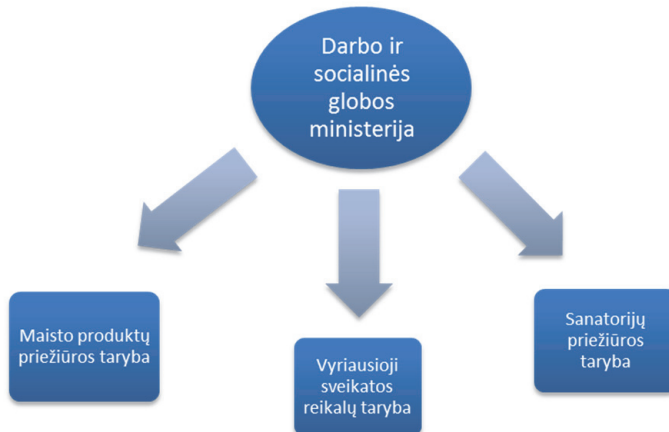 Darbo ir
socialinės
globos
ministerija
Maisto produktų
priežiūros taryba
Vyriausioji
sveikatos
reikalų taryba
Sanatorijų
priežiūros
taryba